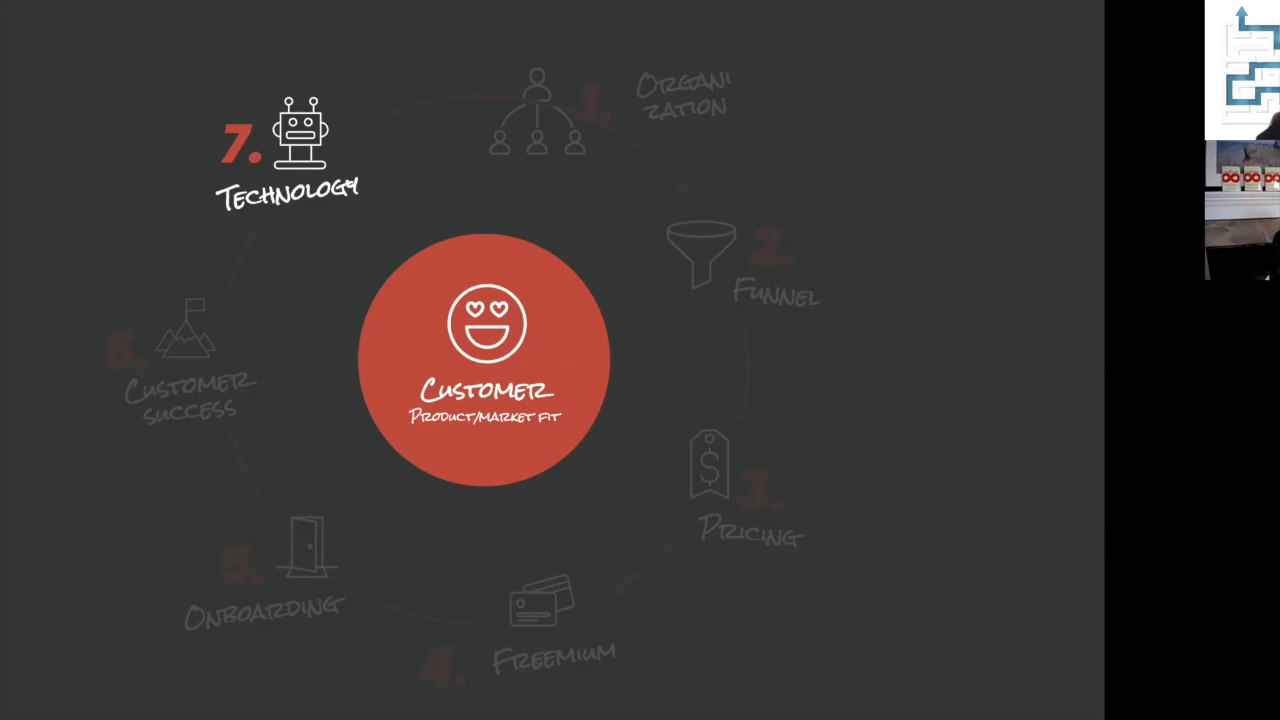 1. ORGANI
ZATION
7.
TECHNOLOGY
2.
FUNNEL
6.
CUSTOMER
SUCCESS
CUSTOMER
PRODUCT/MARKET FIT
3.
PRICING
5.
ONBOARDING
4.
FREEMIUM